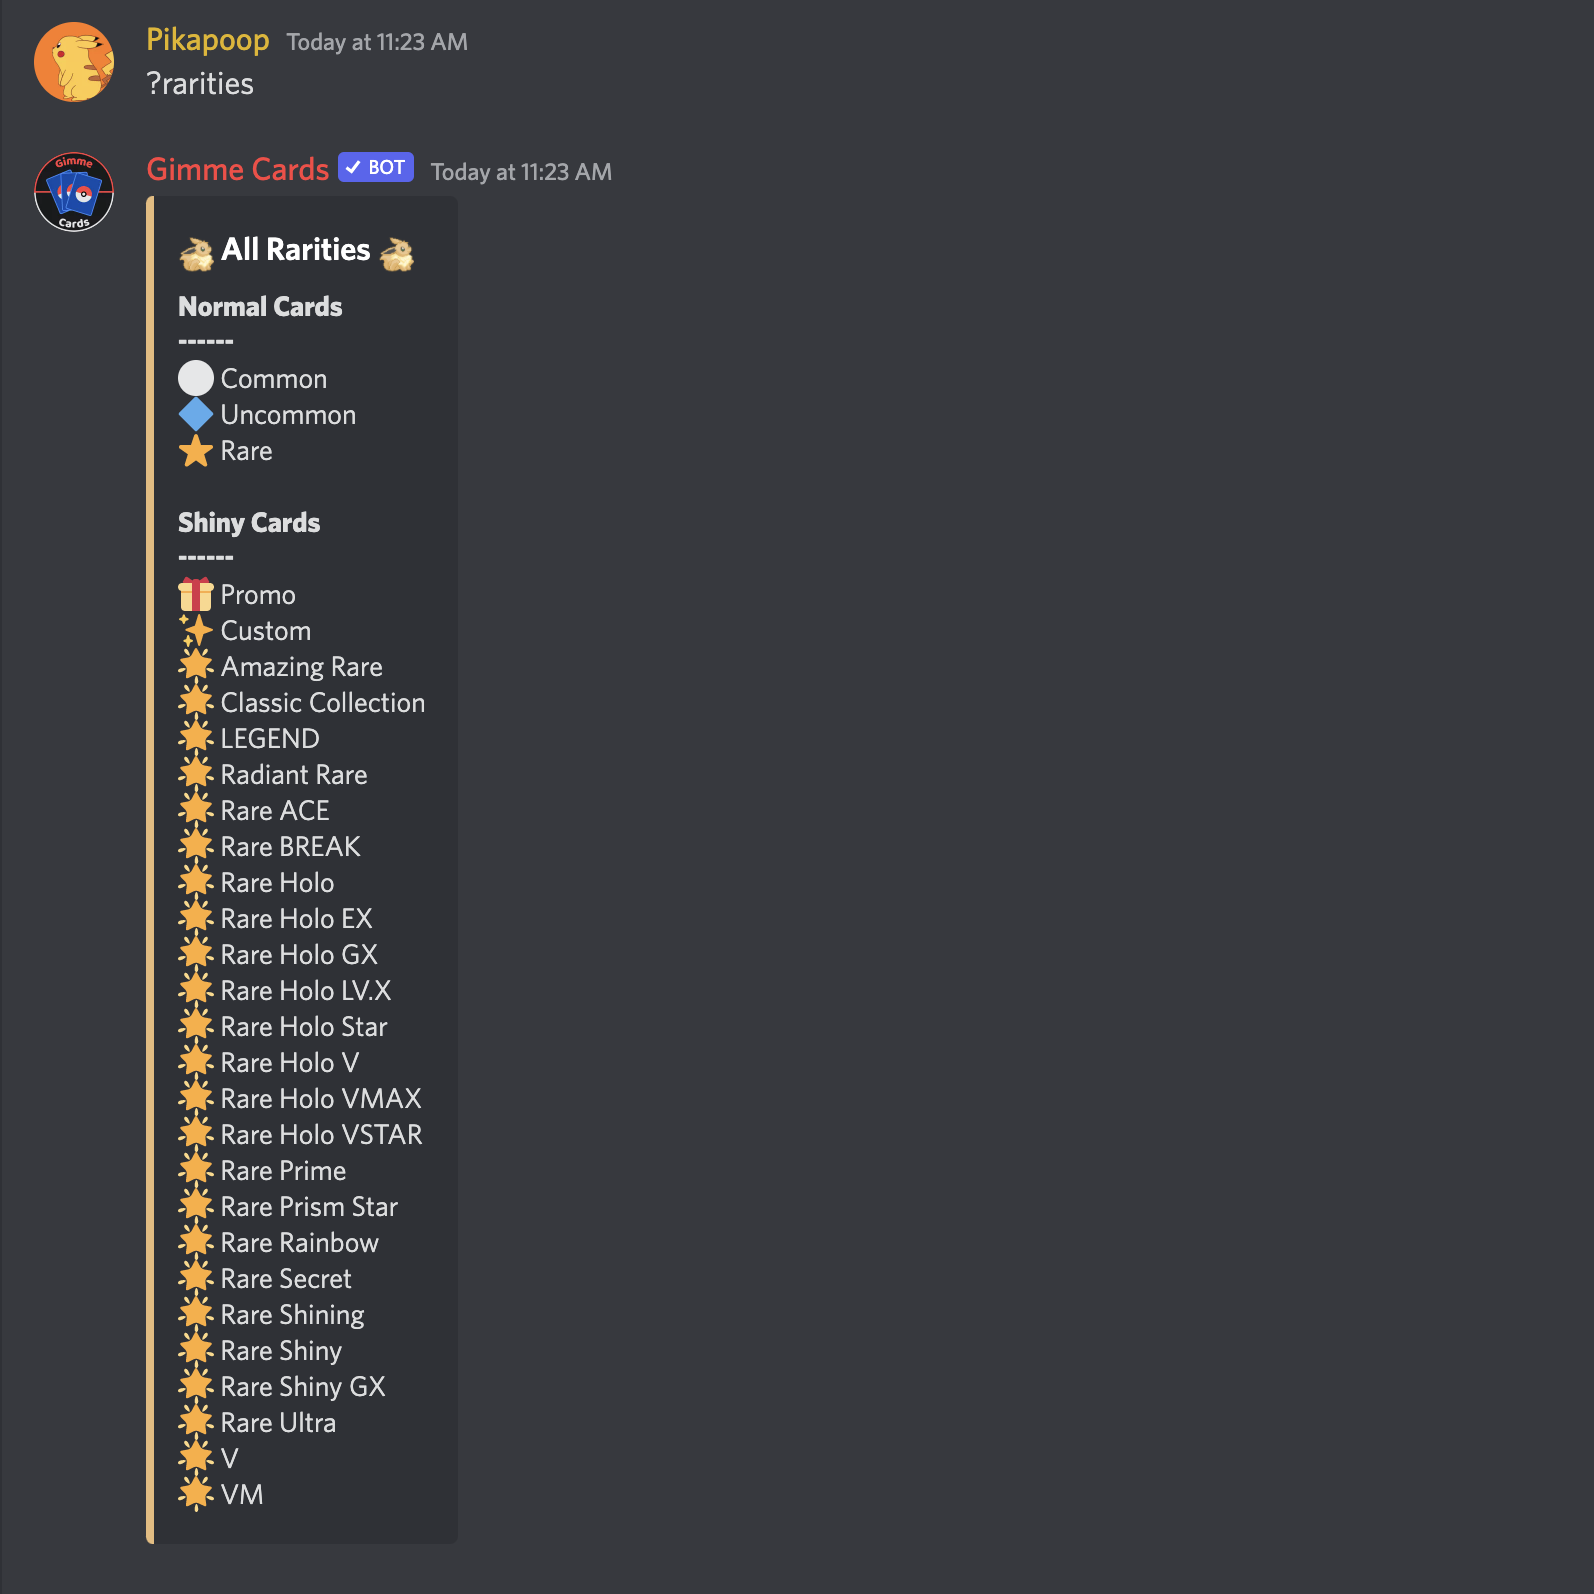 Pikapoop Today at 11:23 AM
?rarities
Gimme
Cards
Gimme Cards BOT Today at 11:23 AM
All Rarities
Normal Cards
------
Common
Uncommon
Rare
Shiny Cards
------
Promo
Custom
Amazing Rare
Classic Collection
LEGEND
Radiant Rare
Rare ACE
Rare BREAK
Rare Holo
Rare Holo EX
Rare Holo GX
Rare Holo LV.X
Rare Holo Star
Rare Holo V
Rare Holo VMAX
Rare Holo VSTAR
Rare Prime
Rare Prism Star
Rare Rainbow
Rare Secret
Rare Shining
Rare Shiny
Rare Shiny GX
Rare Ultra
V
VM